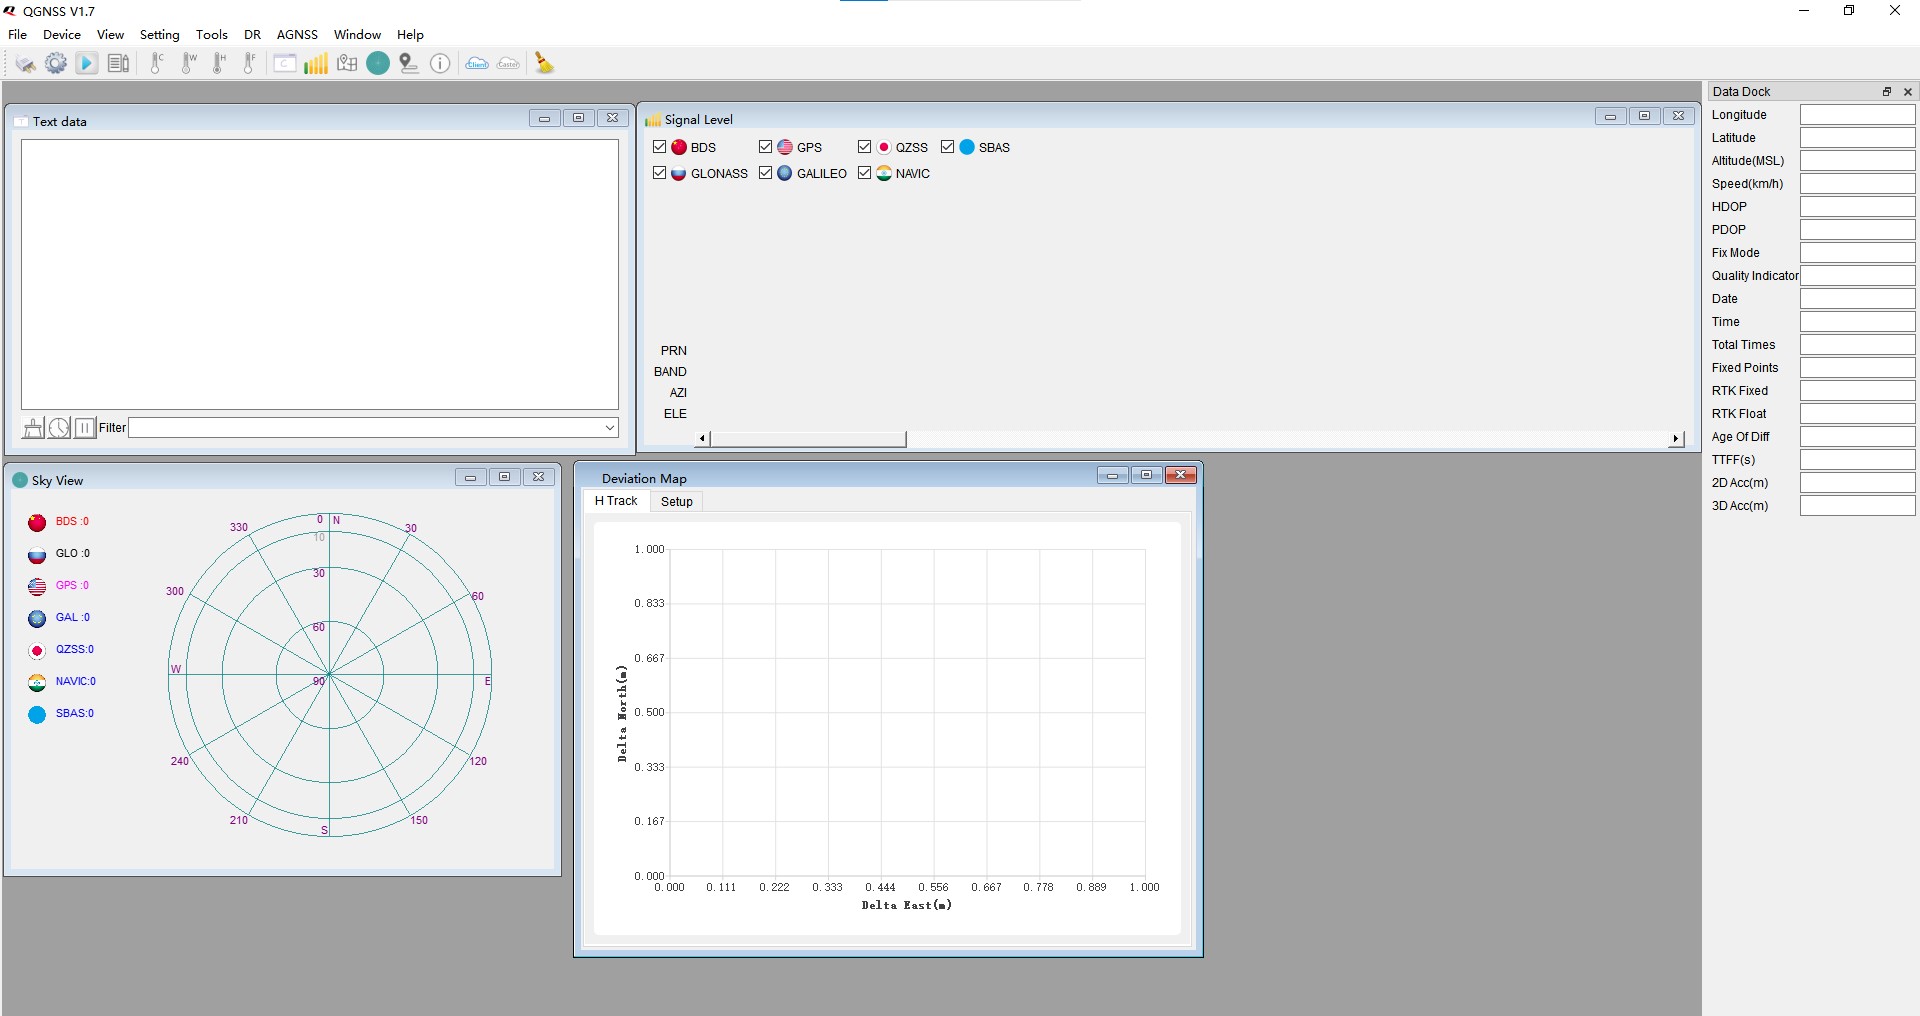 QGNSS V1.7
File Device View Setting Tools DR AGNSS Window Help
C W H F C Client Caster
Text data
Filter
Signal Level
BDS GPS QZSS SBAS
GLONASS GALILEO NAVIC
PRN
BAND
AZI
ELE
Sky View
BDS :0
GLO :0
GPS :0
GAL :0
QZSS:0
NAVIC:0
SBAS:0
0 N
330 30
10
30
300 60
60
W 90 E
240 120
210 150
S
Deviation Map
H Track Setup
1.000
0.833
0.667
0.500
0.333
0.167
0.000
Delta North(m)
0.000 0.111 0.222 0.333 0.444 0.556 0.667 0.778 0.889 1.000
Delta East(m)
Data Dock
Longitude
Latitude
Altitude(MSL)
Speed(km/h)
HDOP
PDOP
Fix Mode
Quality Indicator
Date
Time
Total Times
Fixed Points
RTK Fixed
RTK Float
Age Of Diff
TTFF(s)
2D Acc(m)
3D Acc(m)